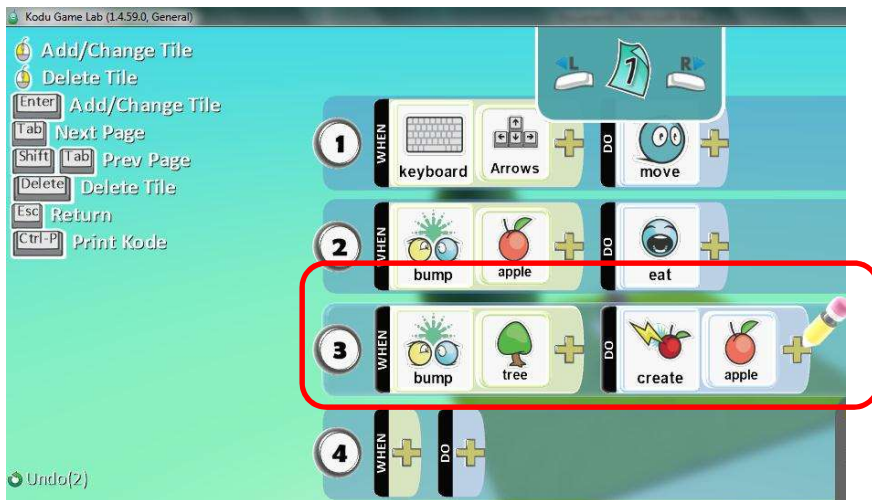 Kodu Game Lab (1.4.59.0, General)
Add/Change Tile
Delete Tile
Enter Add/Change Tile
Tab Next Page
Shift Tab Prev Page
Delete Delete Tile
Esc Return
Ctrl-P Print Kode
Undo(2)
L 1 R
1 WHEN keyboard Arrows DO move
2 WHEN bump apple DO eat
3 WHEN bump tree DO create apple
4 WHEN DO